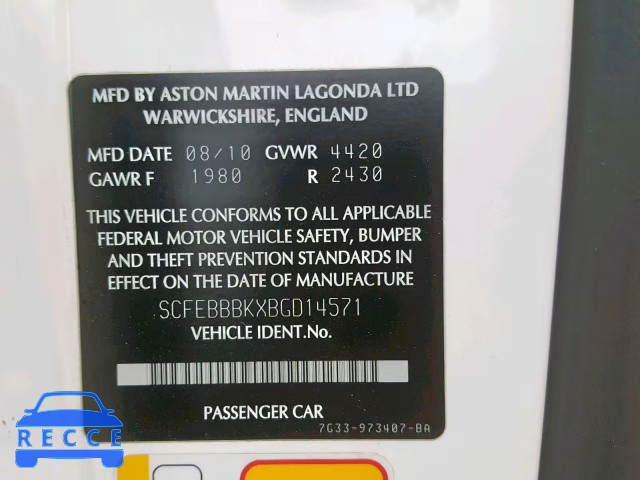 MFD BY ASTON MARTIN LAGONDA LTD
WARWICKSHIRE, ENGLAND
MFD DATE 08/10 GVWR 4420
GAWR F 1980 R 2430
THIS VEHICLE CONFORMS TO ALL APPLICABLE
FEDERAL MOTOR VEHICLE SAFETY, BUMPER
AND THEFT PREVENTION STANDARDS IN
EFFECT ON THE DATE OF MANUFACTURE
SCFEBBBKXBGD14571
VEHICLE IDENT.No.
PASSENGER CAR
7G33-973407-BA
RECCE